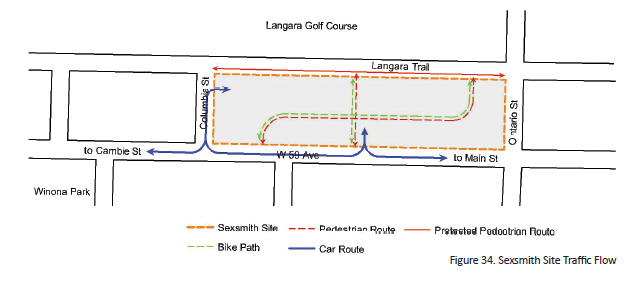 Langara Golf Course
Langara Trail
Columbia St
Ontario St
to Cambie St
W 59 Ave
to Main St
Winona Park
Sexsmith Site
Pedestrian Route
Protected Pedestrian Route
Bike Path
Car Route
Figure 34. Sexsmith Site Traffic Flow